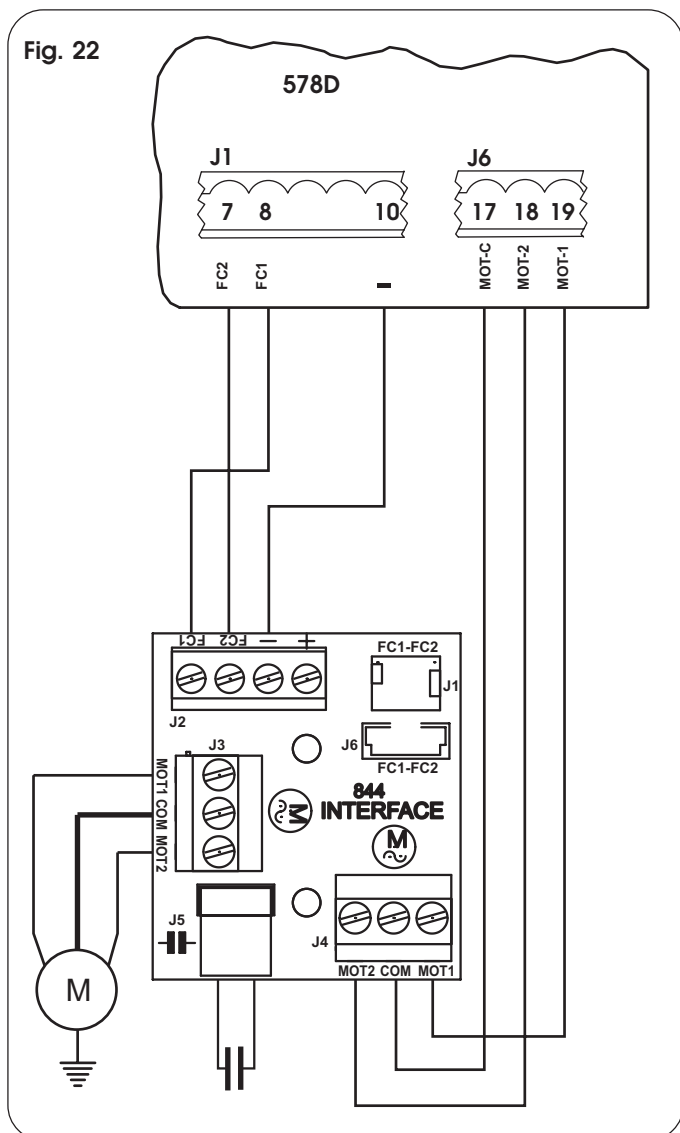 Fig. 22
578D
J1
J6
7 8 10
17 18 19
FC2
FC1
-
MOT-C
MOT-2
MOT-1
FC1 FC2 - +
FC1-FC2
J1
J2
J6
FC1-FC2
J3
MOT1 COM MOT2
M
844
INTERFACE
M
J5
J4
MOT2 COM MOT1
M